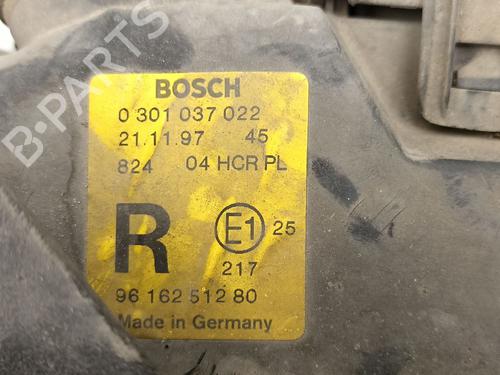 B-PARTS
BOSCH
0 301 037 022
21.11.97 45
824 04 HCR PL
R E1 25
217
96 162 512 80
Made in Germany